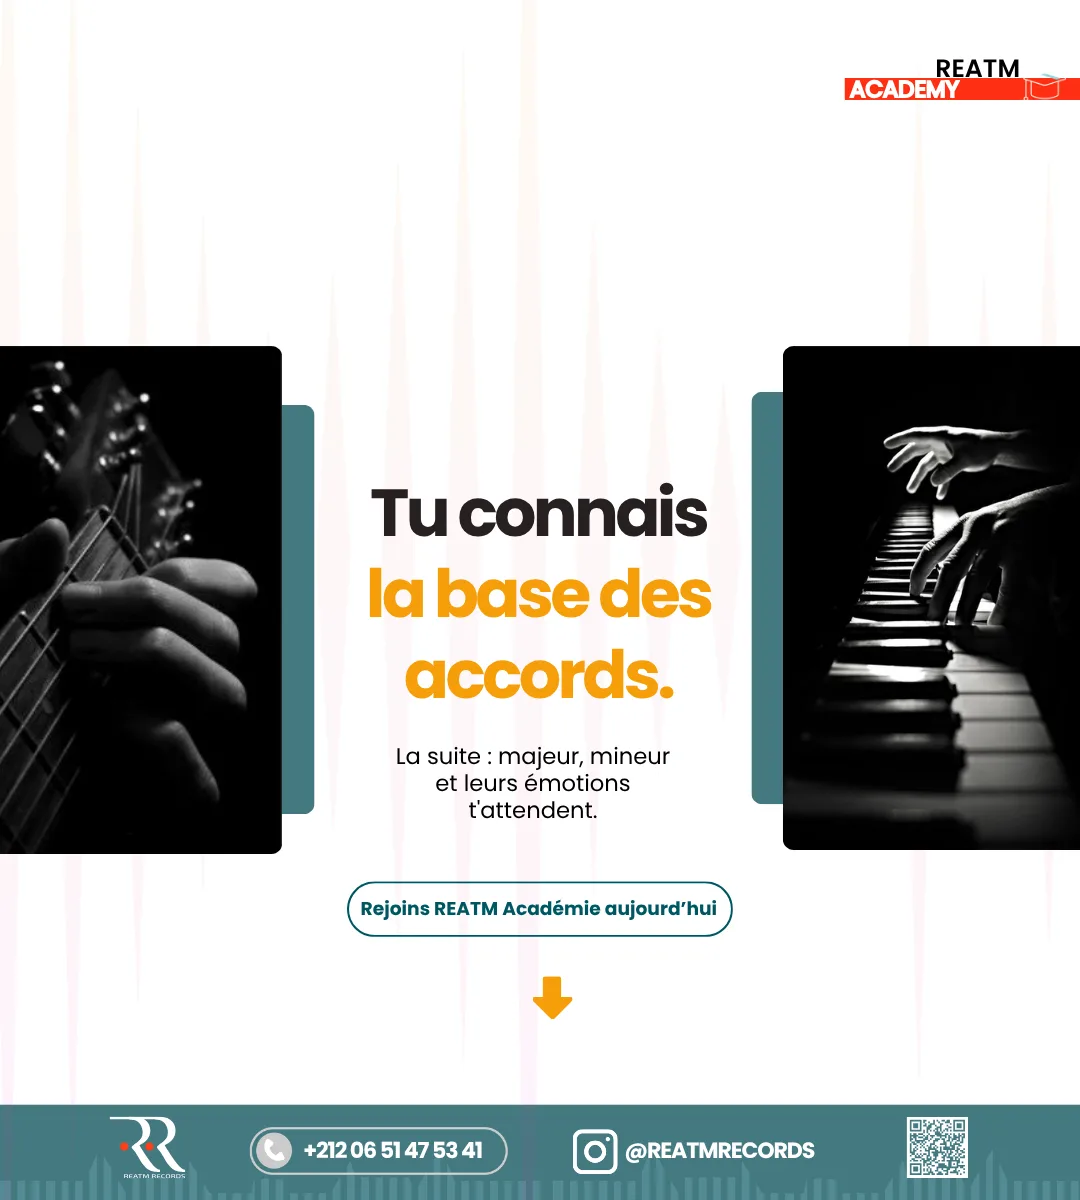 REATM
ACADEMY
Tu connais
la base des
accords.
La suite : majeur, mineur
et leurs émotions
t'attendent.
Rejoins REATM Académie aujourd’hui
REATM RECORDS
+212 06 51 47 53 41
@REATMRECORDS